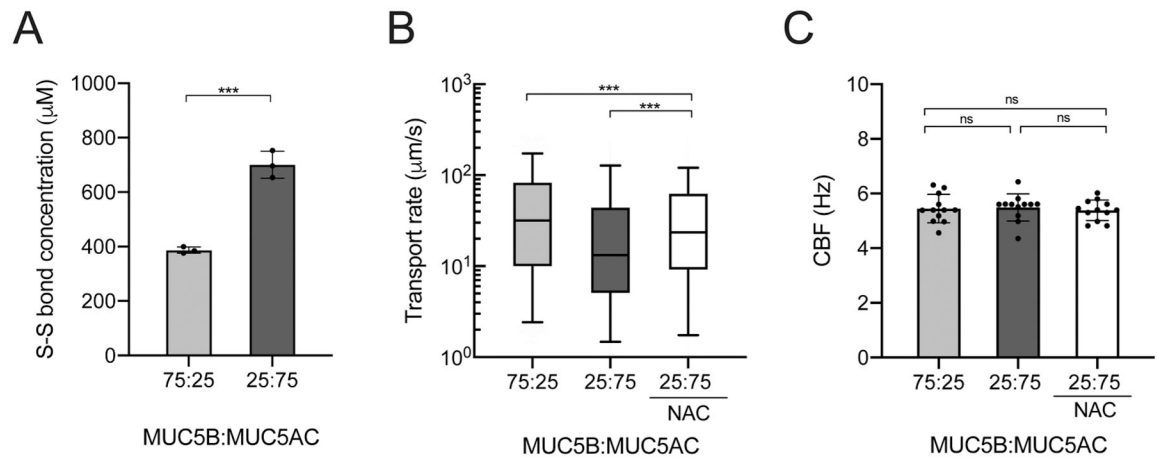 A
S-S bond concentration (μM)
1000
800
600
400
200
0
***
75:25 25:75
MUC5B:MUC5AC
B
Transport rate (μm/s)
10³
10²
10¹
10⁰
***
***
75:25 25:75 25:75
NAC
MUC5B:MUC5AC
C
CBF (Hz)
10
8
6
4
2
0
ns
ns ns
75:25 25:75 25:75
NAC
MUC5B:MUC5AC